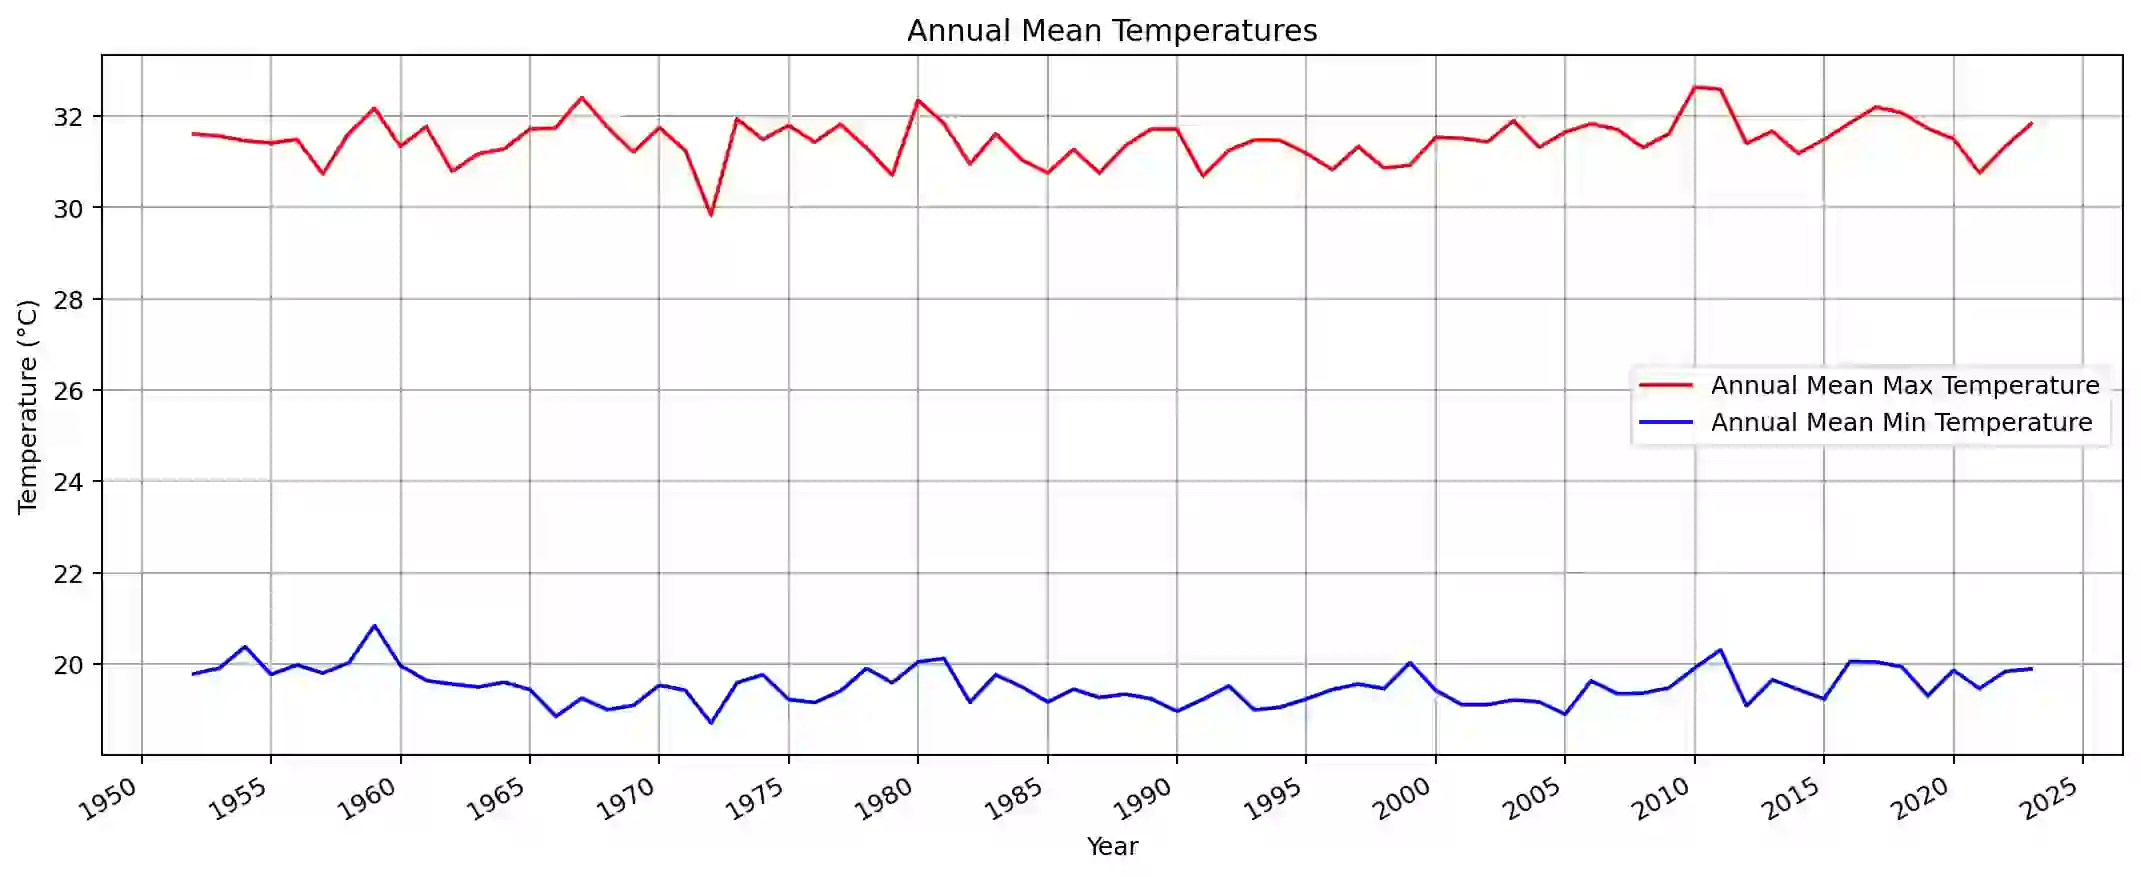 Annual Mean Temperatures
32
30
28
26
24
22
20
Temperature (°C)
Annual Mean Max Temperature
Annual Mean Min Temperature
1950 1955 1960 1965 1970 1975 1980 1985 1990 1995 2000 2005 2010 2015 2020 2025
Year